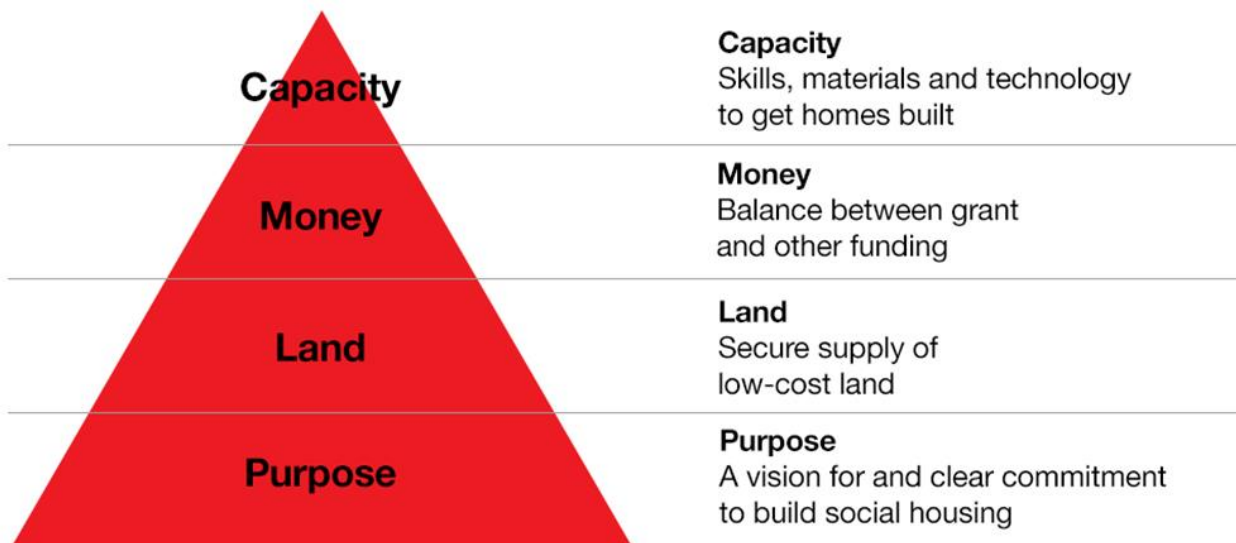 Capacity
Capacity
Skills, materials and technology
to get homes built
Money
Money
Balance between grant
and other funding
Land
Land
Secure supply of
low-cost land
Purpose
Purpose
A vision for and clear commitment
to build social housing